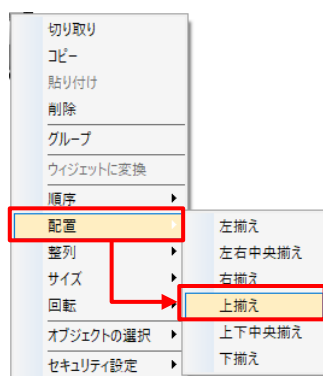 切り取り
コピー
貼り付け
削除
グループ
ウィジェットに変換
順序
配置
整列
サイズ
回転
オブジェクトの選択
セキュリティ設定
左揃え
左右中央揃え
右揃え
上揃え
上下中央揃え
下揃え